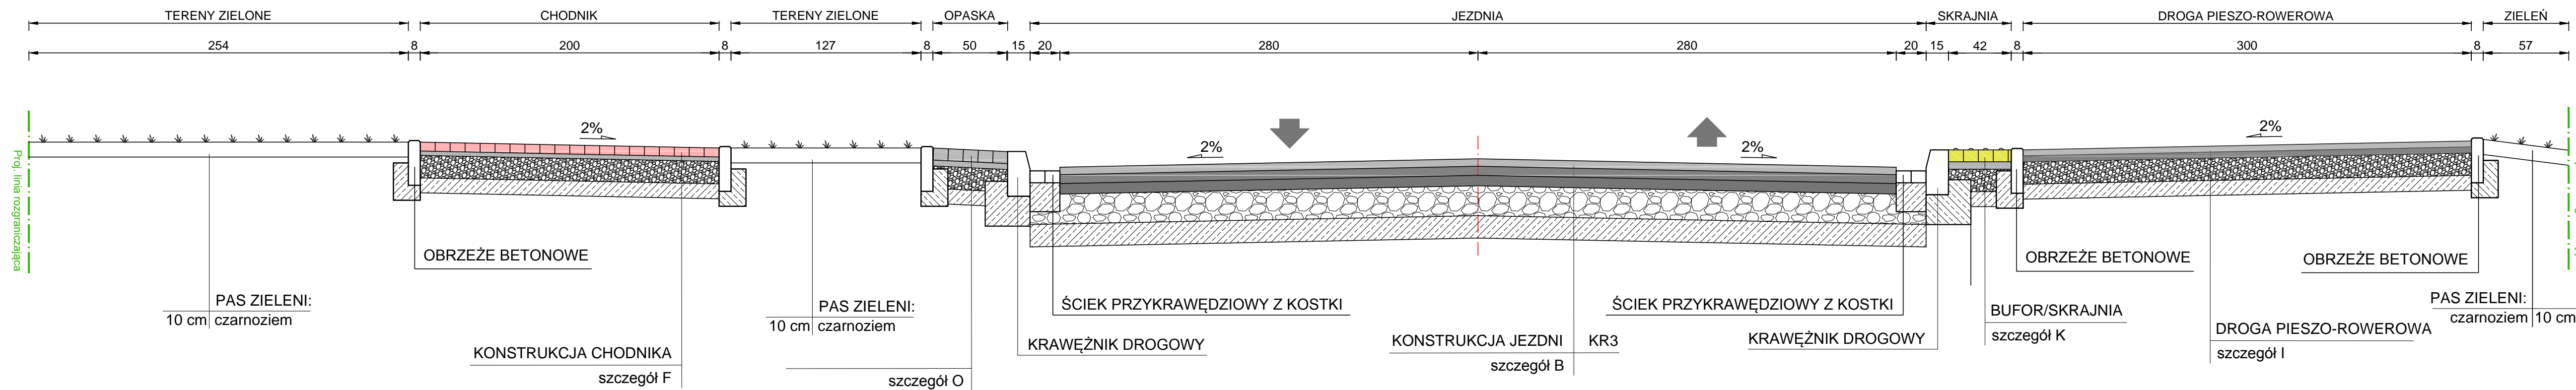 TERENY ZIELONE
CHODNIK
TERENY ZIELONE
OPASKA
JEZDNIA
SKRAJNIA
DROGA PIESZO-ROWEROWA
ZIELEŃ
254
8
200
8
127
8
50
15
20
280
280
20
15
42
8
300
8
57
2%
2%
2%
2%
Proj. linia rozgraniczająca
OBRZEŻE BETONOWE
OBRZEŻE BETONOWE
OBRZEŻE BETONOWE
PAS ZIELENI:
10 cm czarnoziem
PAS ZIELENI:
10 cm czarnoziem
ŚCIEK PRZYKRAWĘDZIOWY Z KOSTKI
ŚCIEK PRZYKRAWĘDZIOWY Z KOSTKI
PAS ZIELENI:
czarnoziem 10 cm
BUFOR/SKRAJNIA
szczegół K
KONSTRUKCJA CHODNIKA
szczegół F
szczegół O
KRAWĘŻNIK DROGOWY
KONSTRUKCJA JEZDNI KR3
szczegół B
KRAWĘŻNIK DROGOWY
DROGA PIESZO-ROWEROWA
szczegół I